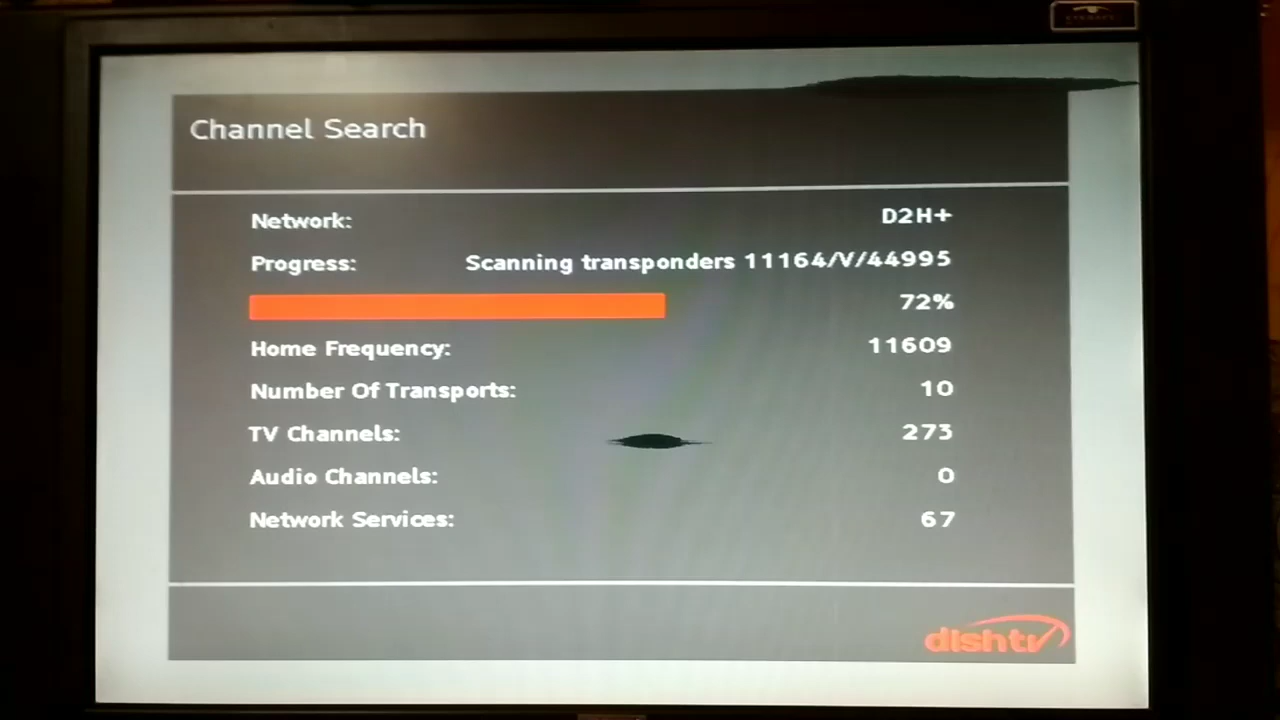 Channel Search
Network: D2H+
Progress: Scanning transponders 11164/V/44995
72%
Home Frequency: 11609
Number Of Transports: 10
TV Channels: 273
Audio Channels: 0
Network Services: 67
dishtv